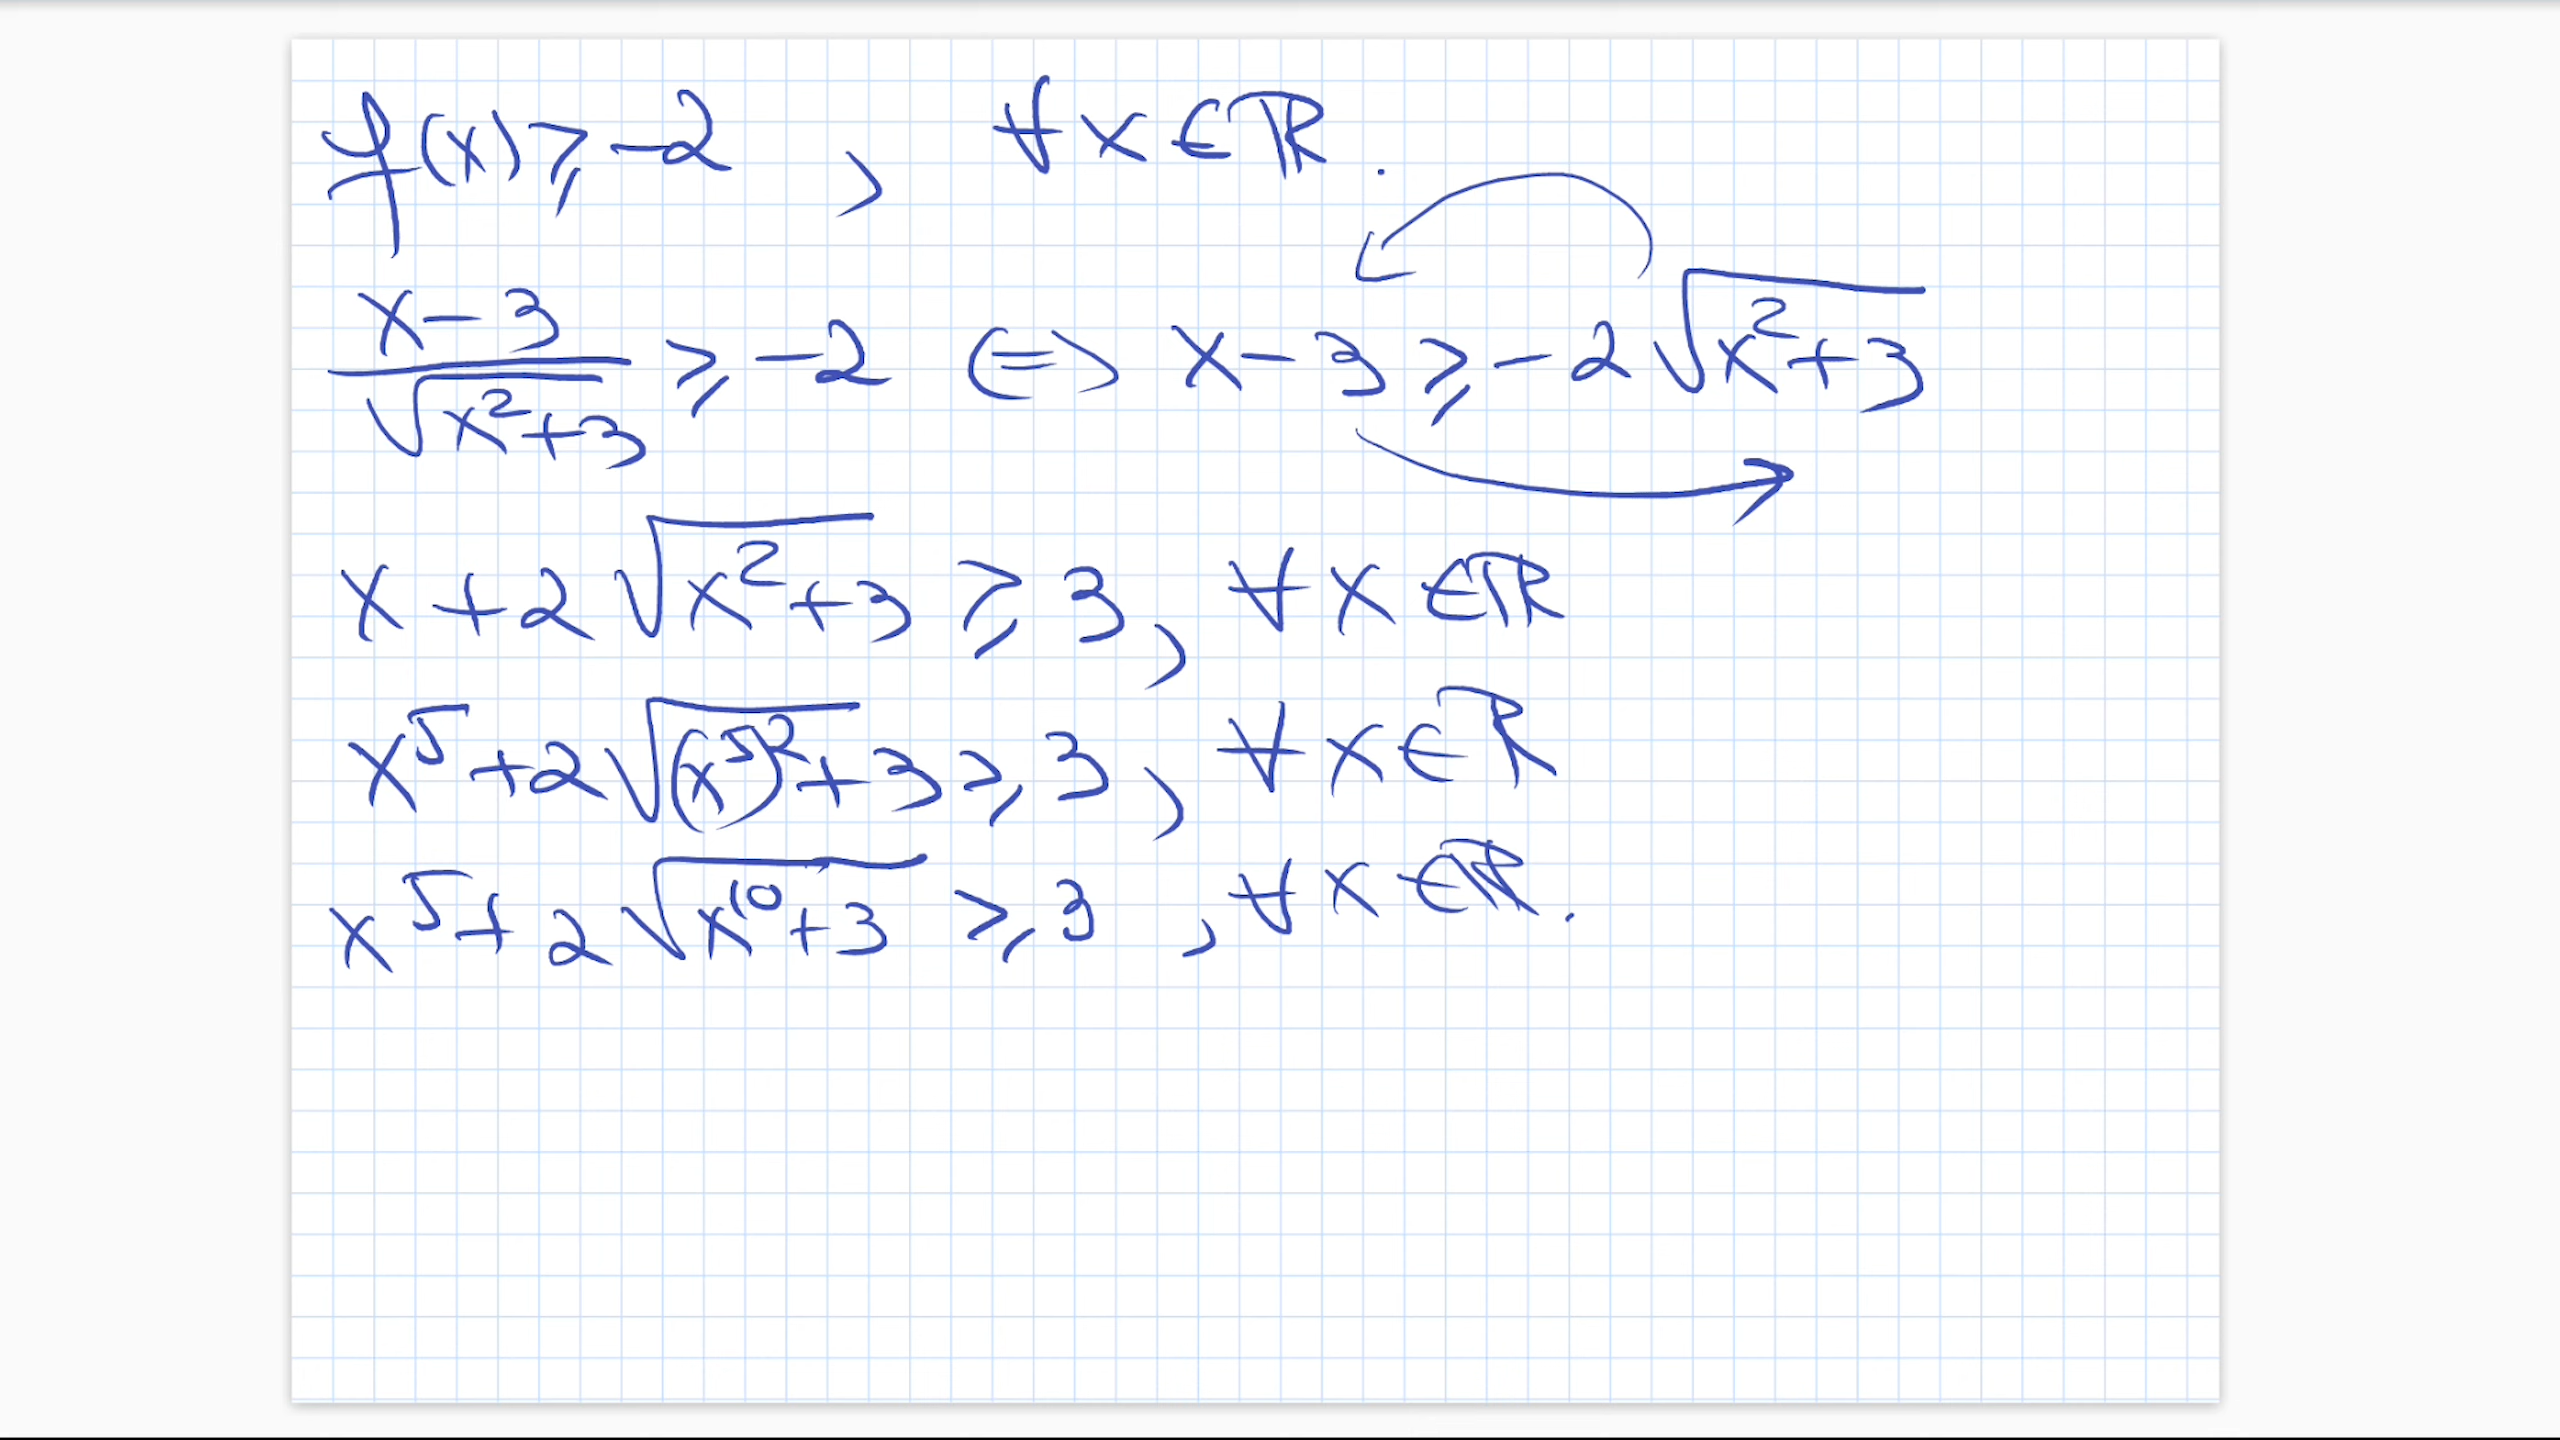 f(x) ⩾ -2 , ∀ x ∈ ℝ.
(x-3)/√(x²+3) ⩾ -2 (=> x-3 ⩾ -2√(x²+3)
x + 2√(x²+3) ⩾ 3, ∀ x ∈ ℝ
x⁵ + 2√((x⁵)²+3) ⩾ 3, ∀ x ∈ ℝ
x⁵ + 2√(x¹⁰+3) ⩾ 3 , ∀ x ∈ ℝ.